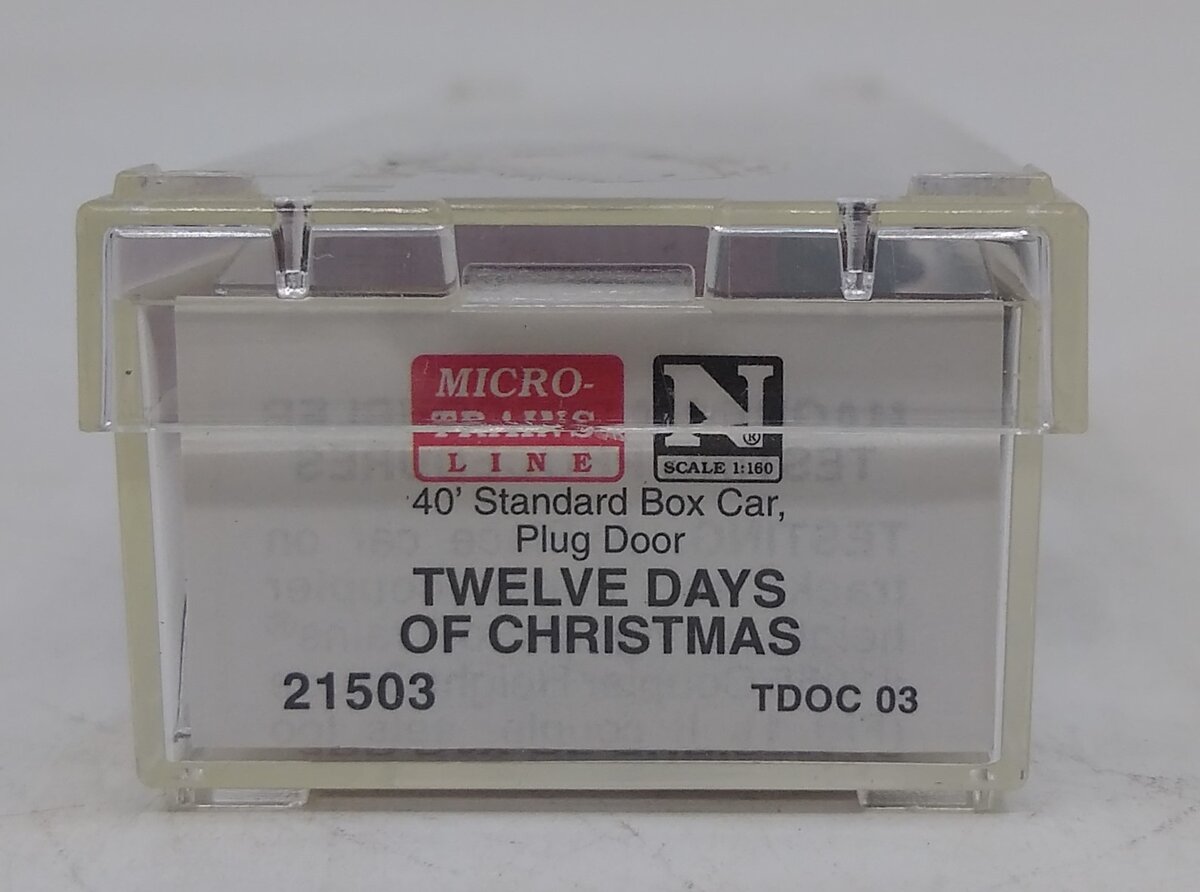 MICRO-
TRAINS
LINE
N®
SCALE 1:160
40' Standard Box Car,
Plug Door
TWELVE DAYS
OF CHRISTMAS
21503 TDOC 03